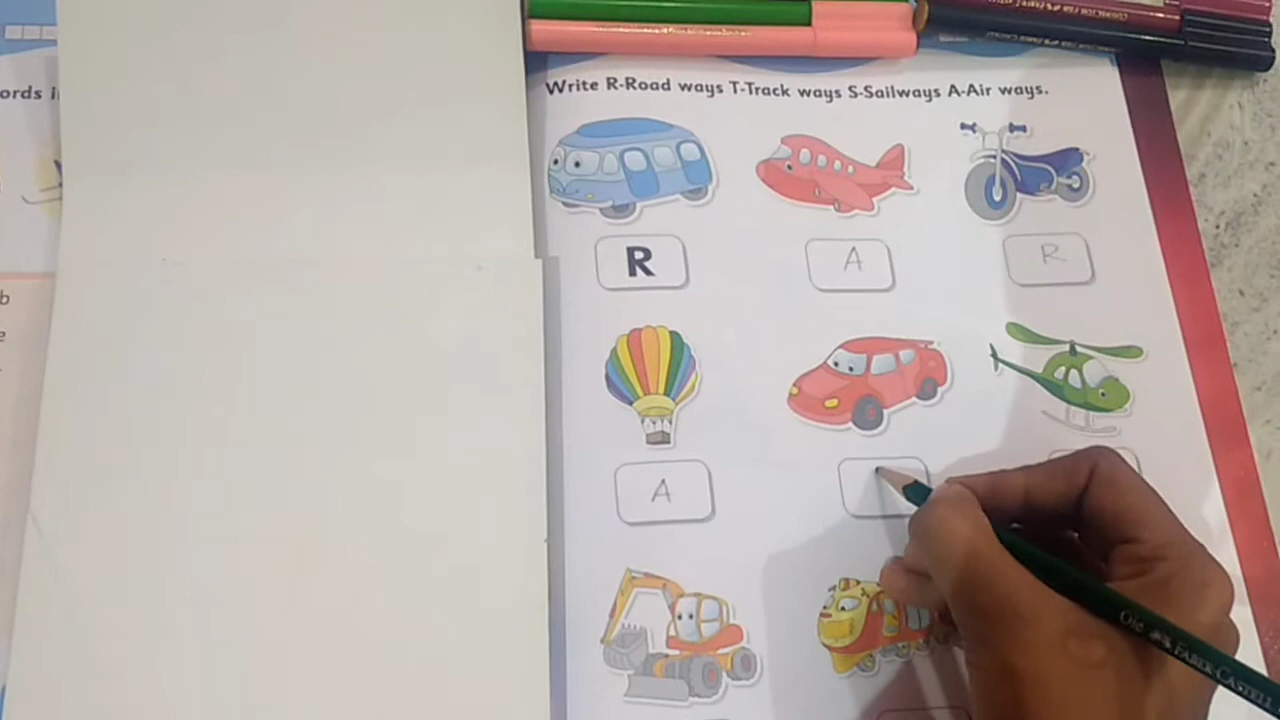 ords i
Write R-Road ways T-Track ways S-Sailways A-Air ways.
R A R
A
b
e
FABER-CASTELL